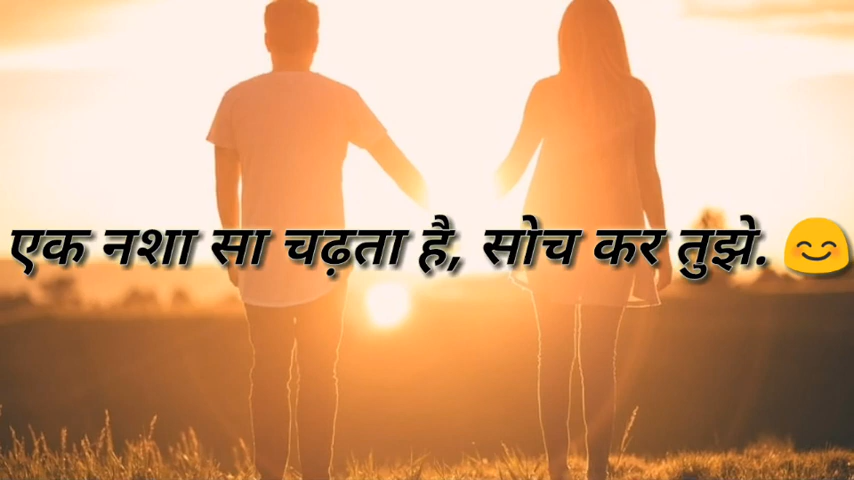 एक नशा सा चढ़ता है, सोच कर तुझे. 😊